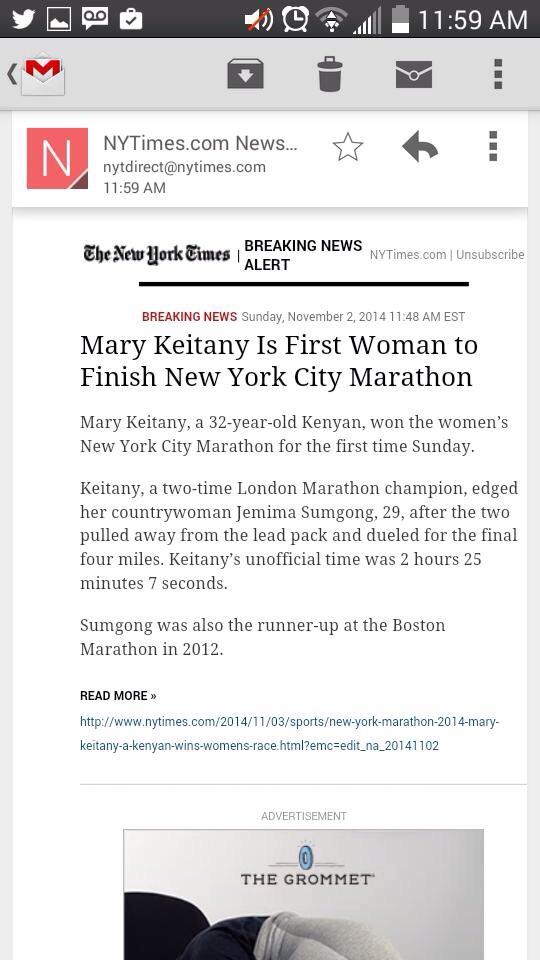 11:59 AM
N
NYTimes.com News...
nytdirect@nytimes.com
11:59 AM
The New York Times | BREAKING NEWS
ALERT
NYTimes.com | Unsubscribe
BREAKING NEWS Sunday, November 2, 2014 11:48 AM EST
Mary Keitany Is First Woman to
Finish New York City Marathon
Mary Keitany, a 32-year-old Kenyan, won the women's
New York City Marathon for the first time Sunday.
Keitany, a two-time London Marathon champion, edged
her countrywoman Jemima Sumgong, 29, after the two
pulled away from the lead pack and dueled for the final
four miles. Keitany's unofficial time was 2 hours 25
minutes 7 seconds.
Sumgong was also the runner-up at the Boston
Marathon in 2012.
READ MORE »
http://www.nytimes.com/2014/11/03/sports/new-york-marathon-2014-mary-
keitany-a-kenyan-wins-womens-race.html?emc=edit_na_20141102
ADVERTISEMENT
THE GROMMET